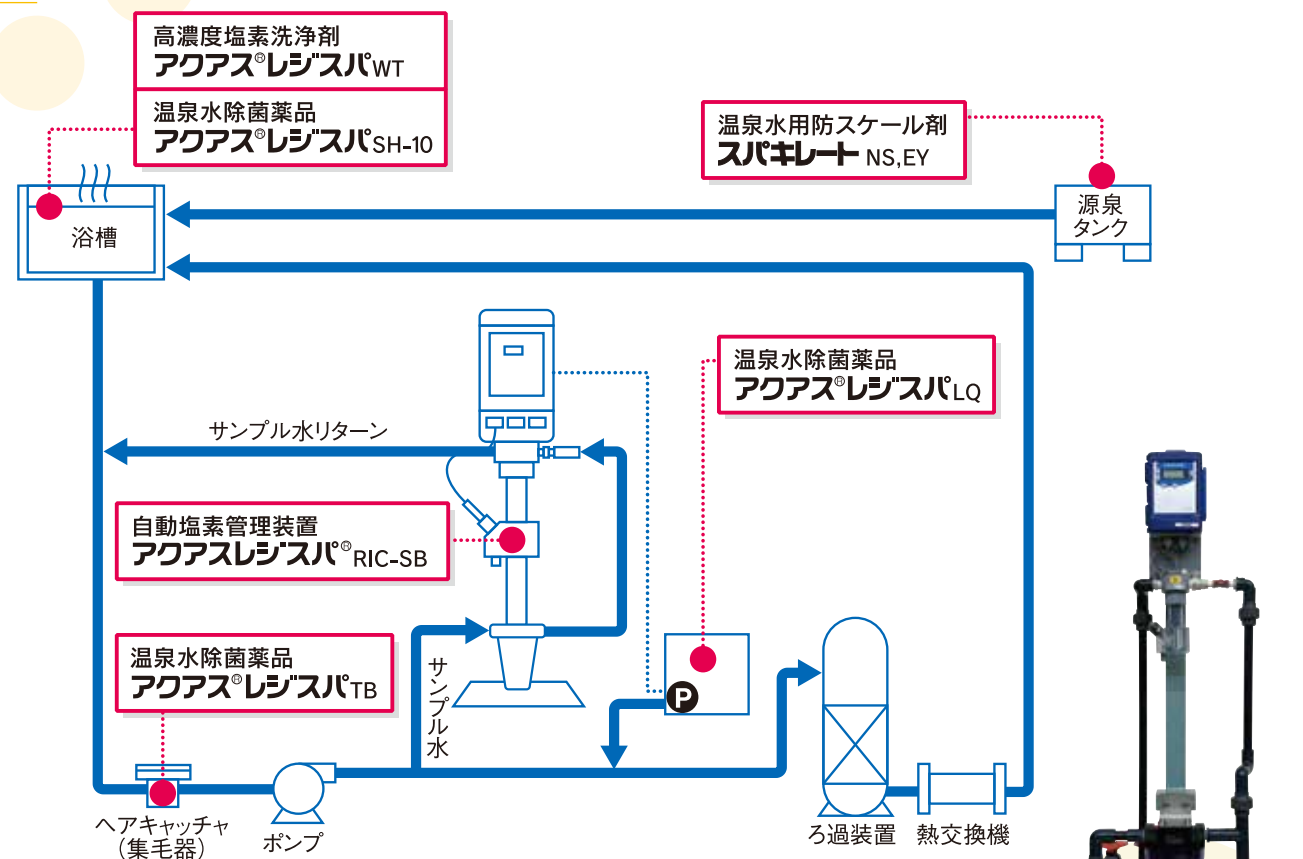 高濃度塩素洗浄剤
アクアス®レジスパWT
温泉水除菌薬品
アクアス®レジスパSH-10
温泉水用防スケール剤
スパキレート NS,EY
浴槽
源泉
タンク
温泉水除菌薬品
アクアス®レジスパLQ
サンプル水リターン
自動塩素管理装置
アクアスレジスパ®RIC-SB
温泉水除菌薬品
アクアス®レジスパTB
サンプル水
P
ヘアキャッチャ
(集毛器)
ポンプ
ろ過装置
熱交換機